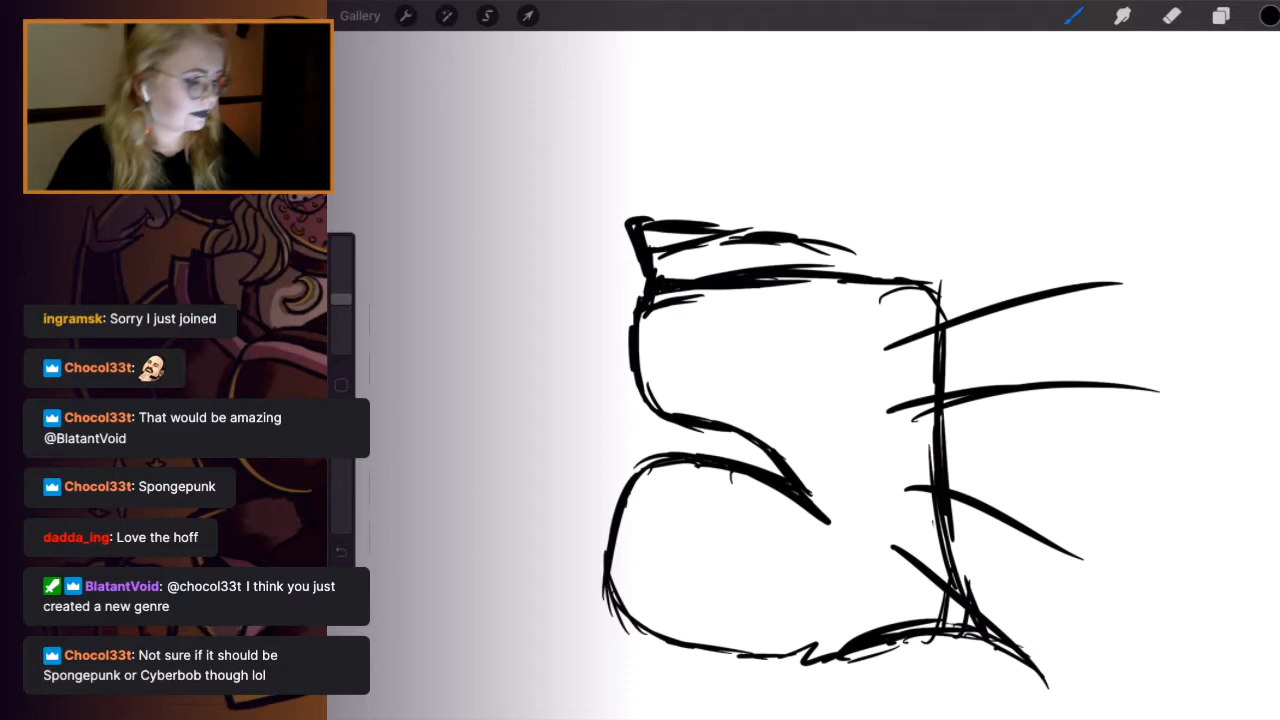 Gallery
ingramsk: Sorry I just joined
Chocol33t:
Chocol33t: That would be amazing
@BlatantVoid
Chocol33t: Spongepunk
dadda_ing: Love the hoff
BlatantVoid: @chocol33t I think you just
created a new genre
Chocol33t: Not sure if it should be
Spongepunk or Cyberbob though lol